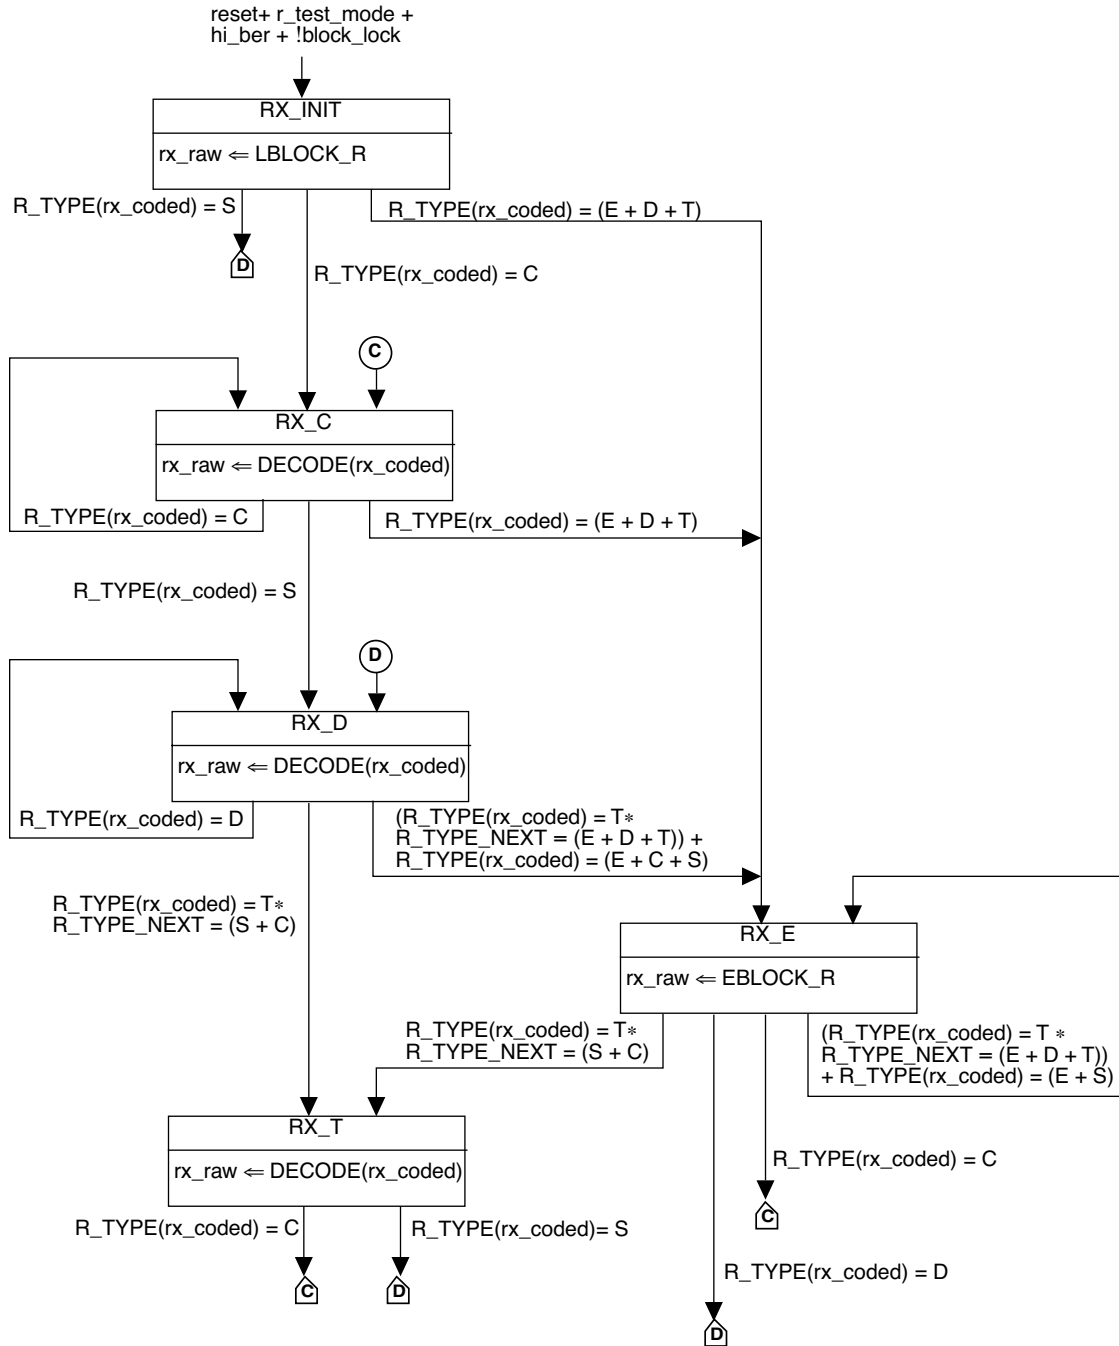 reset+ r_test_mode +
hi_ber + !block_lock
RX_INIT
rx_raw ⇐ LBLOCK_R
R_TYPE(rx_coded) = S
R_TYPE(rx_coded) = (E + D + T)
D
R_TYPE(rx_coded) = C
C
RX_C
rx_raw ⇐ DECODE(rx_coded)
R_TYPE(rx_coded) = C
R_TYPE(rx_coded) = (E + D + T)
R_TYPE(rx_coded) = S
D
RX_D
rx_raw ⇐ DECODE(rx_coded)
R_TYPE(rx_coded) = D
(R_TYPE(rx_coded) = T*
R_TYPE_NEXT = (E + D + T)) +
R_TYPE(rx_coded) = (E + C + S)
R_TYPE(rx_coded) = T*
R_TYPE_NEXT = (S + C)
RX_E
rx_raw ⇐ EBLOCK_R
R_TYPE(rx_coded) = T*
R_TYPE_NEXT = (S + C)
(R_TYPE(rx_coded) = T *
R_TYPE_NEXT = (E + D + T))
+ R_TYPE(rx_coded) = (E + S)
RX_T
rx_raw ⇐ DECODE(rx_coded)
R_TYPE(rx_coded) = C
C
R_TYPE(rx_coded) = C
R_TYPE(rx_coded)= S
C
D
R_TYPE(rx_coded) = D
D